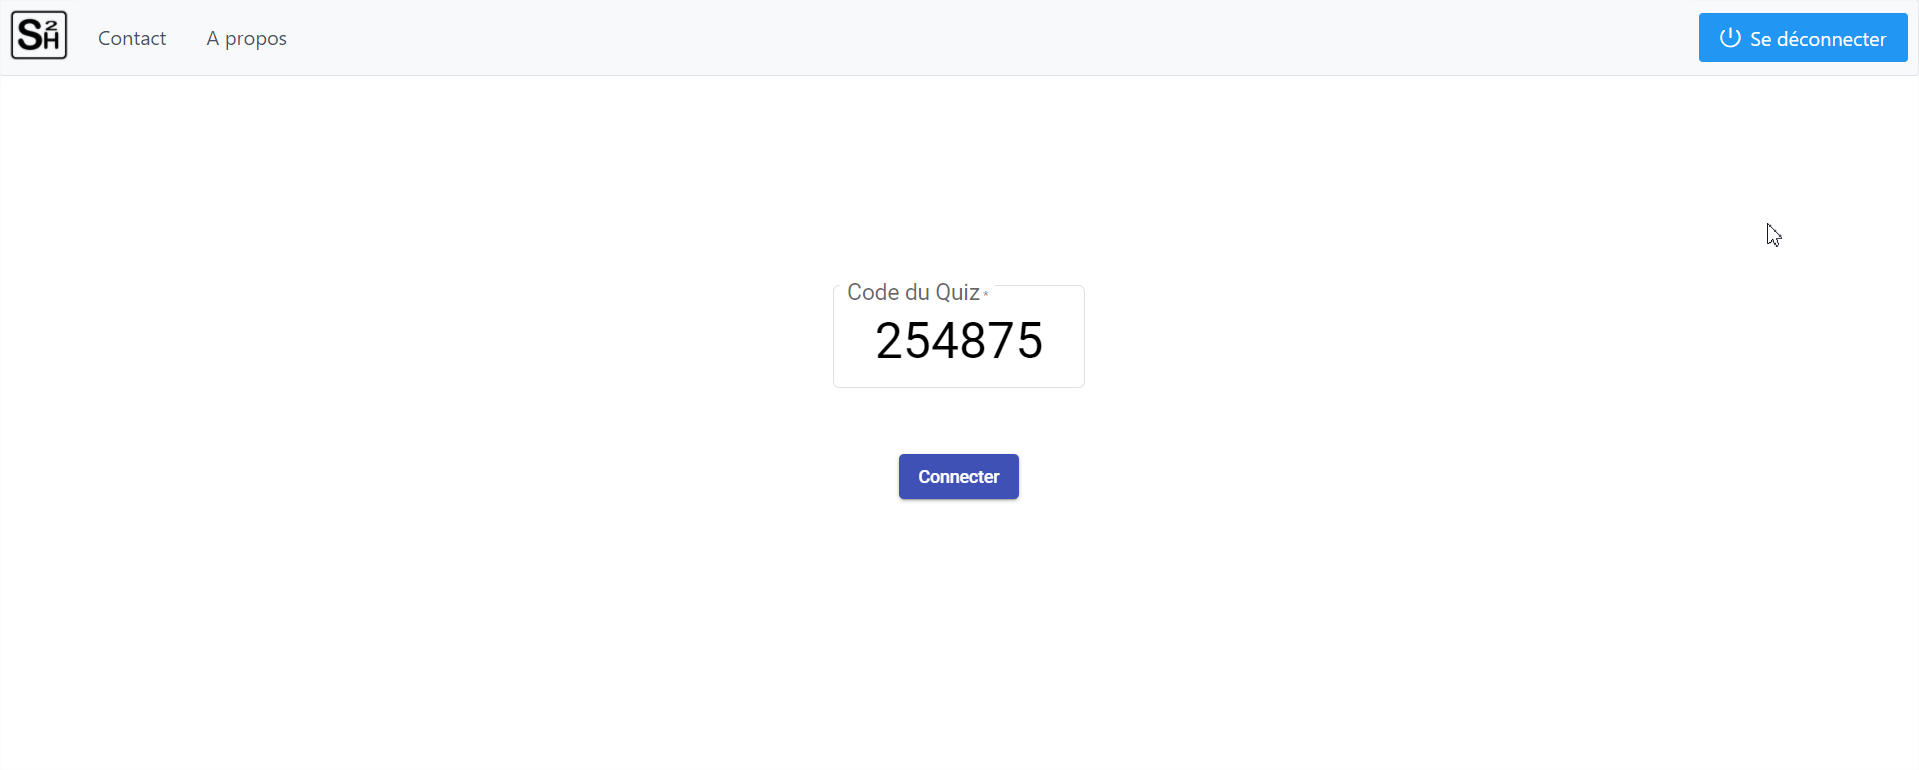 S2H
Contact
A propos
Se déconnecter
Code du Quiz *
254875
Connecter